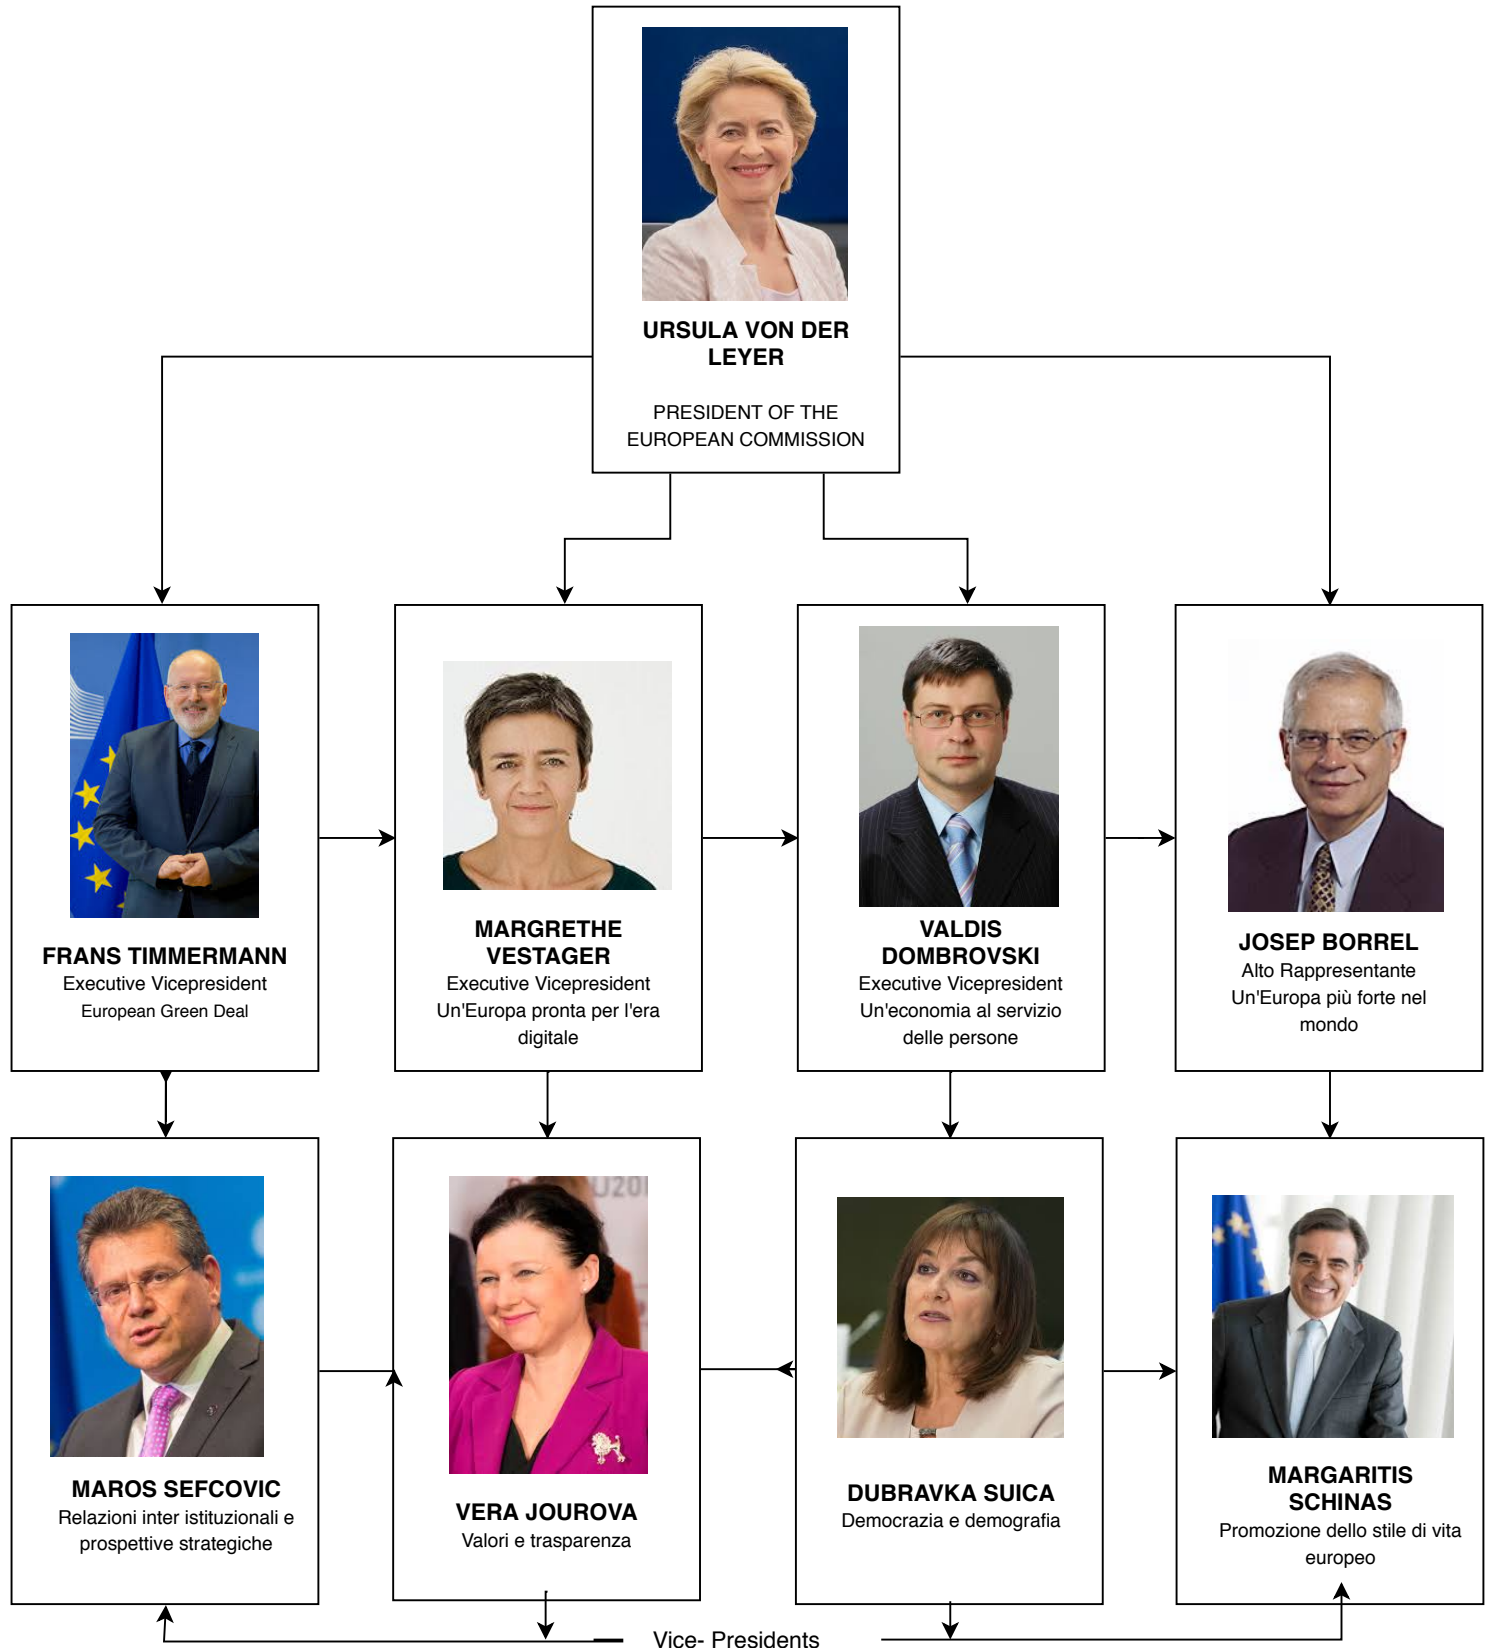 URSULA VON DER
LEYER
PRESIDENT OF THE
EUROPEAN COMMISSION
FRANS TIMMERMANN
Executive Vicepresident
European Green Deal
MARGRETHE
VESTAGER
Executive Vicepresident
Un'Europa pronta per l'era
digitale
VALDIS
DOMBROVSKI
Executive Vicepresident
Un'economia al servizio
delle persone
JOSEP BORREL
Alto Rappresentante
Un'Europa più forte nel
mondo
MAROS SEFCOVIC
Relazioni inter istituzionali e
prospettive strategiche
VERA JOUROVA
Valori e trasparenza
DUBRAVKA SUICA
Democrazia e demografia
MARGARITIS
SCHINAS
Promozione dello stile di vita
europeo
Vice- Presidents